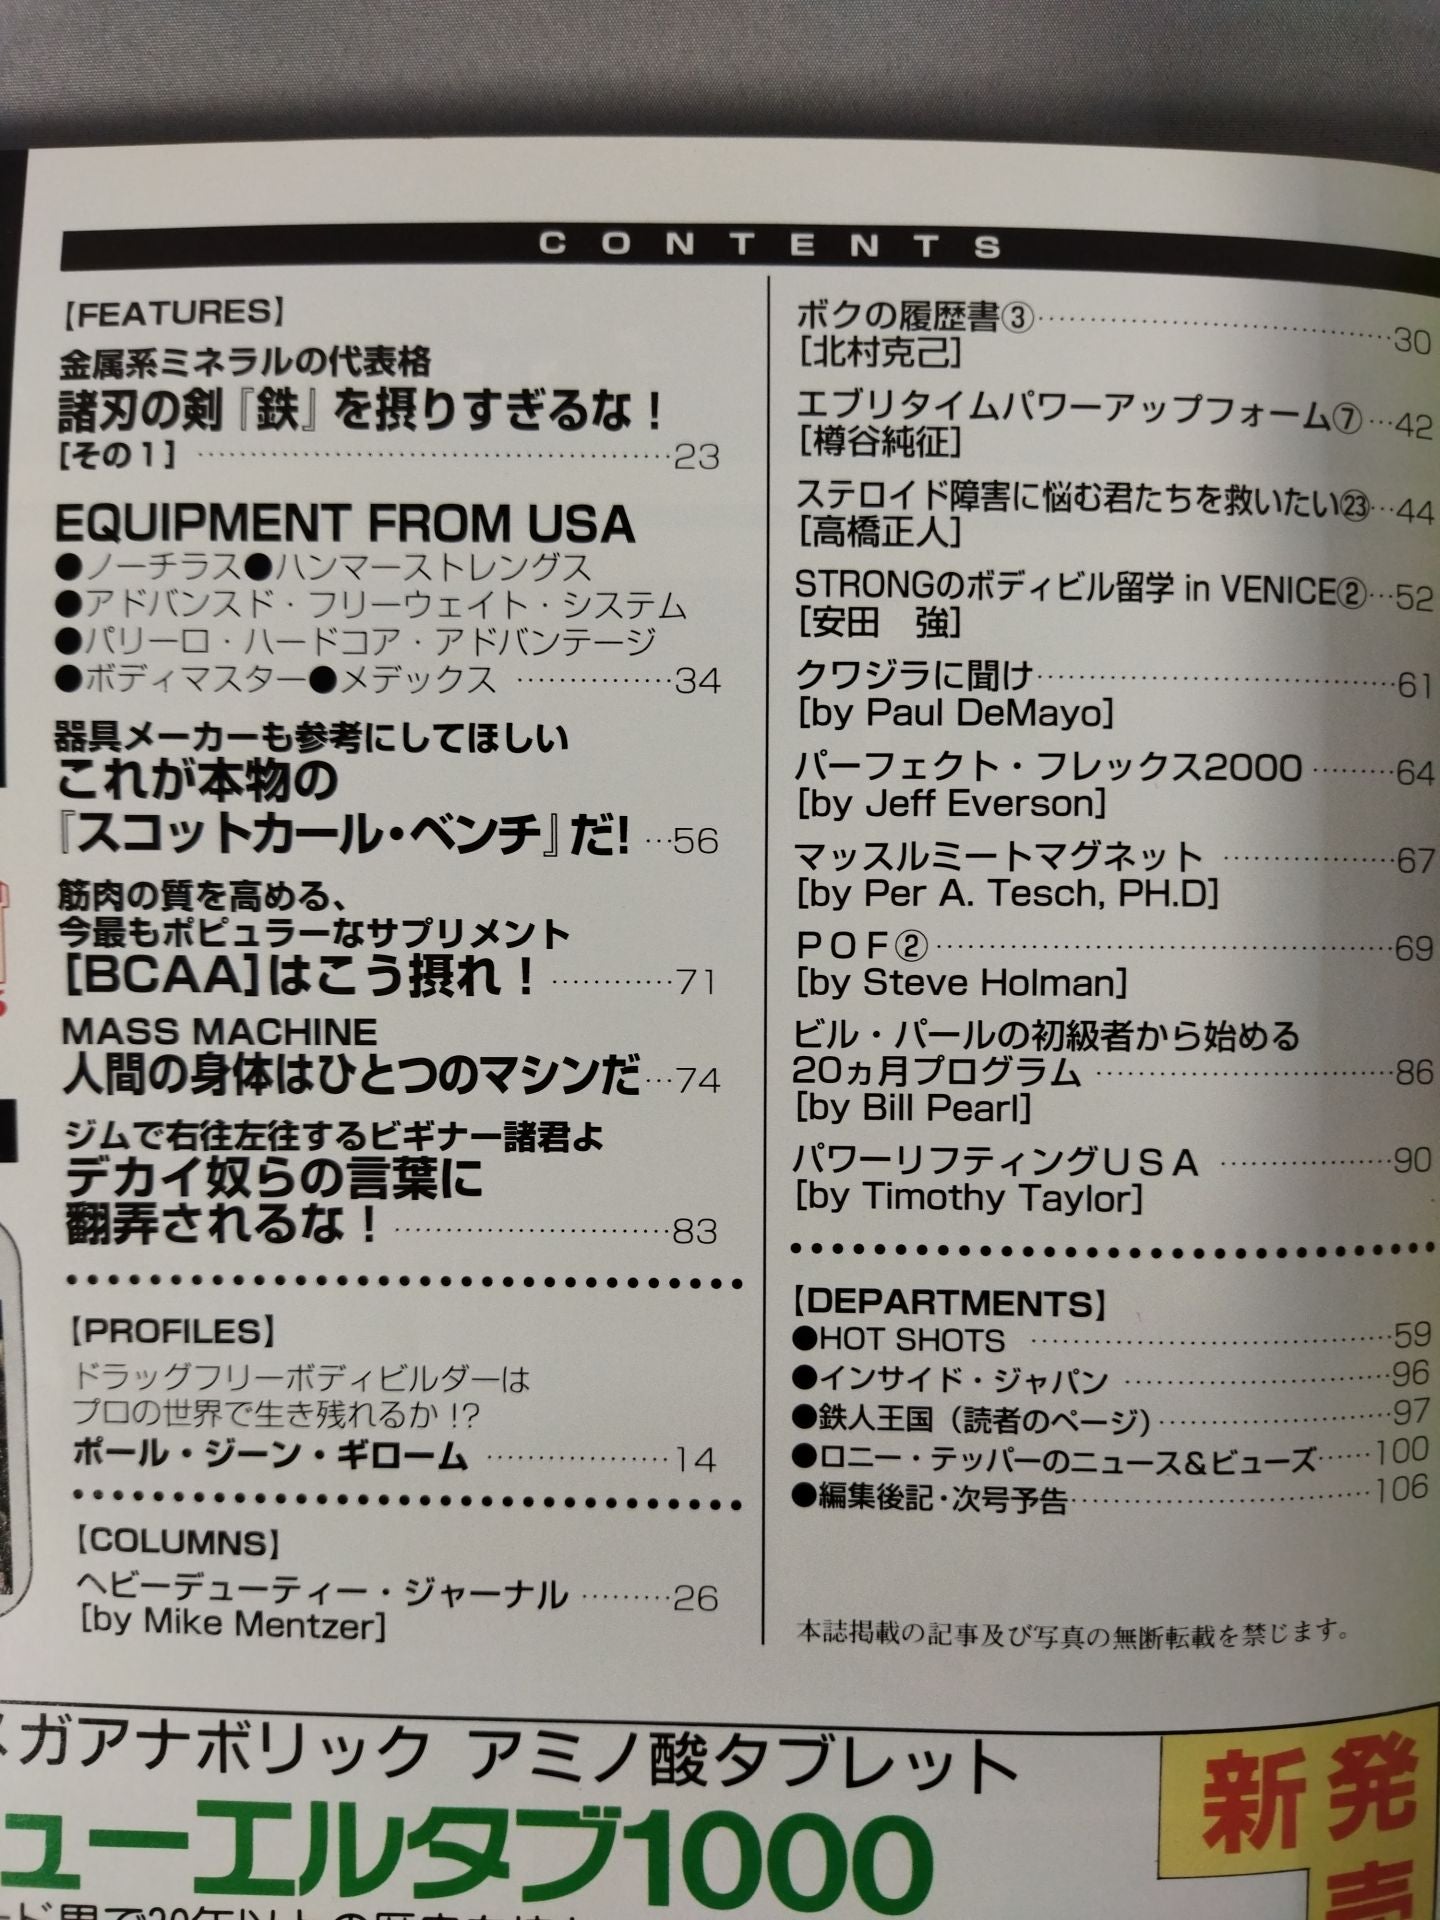 CONTENTS
【FEATURES】
金属系ミネラルの代表格
諸刃の剣『鉄』を摂りすぎるな！
[その1] ……23
EQUIPMENT FROM USA
●ノーチラス●ハンマーストレングス
●アドバンスド・フリーウェイト・システム
●パリーロ・ハードコア・アドバンテージ
●ボディマスター●メデックス ……34
器具メーカーも参考にしてほしい
これが本物の
『スコットカール・ベンチ』だ! …56
筋肉の質を高める、
今最もポピュラーなサプリメント
[BCAA]はこう摂れ！ ……71
MASS MACHINE
人間の身体はひとつのマシンだ…74
ジムで右往左往するビギナー諸君よ
デカイ奴らの言葉に
翻弄されるな！ ……83
【PROFILES】
ドラッグフリーボディビルダーは
プロの世界で生き残れるか!?
ポール・ジーン・ギローム ……14
【COLUMNS】
ヘビーデューティー・ジャーナル ……26
[by Mike Mentzer]
ボクの履歴書③……30
[北村克己]
エブリタイムパワーアップフォーム⑦…42
[樽谷純征]
ステロイド障害に悩む君たちを救いたい㉓…44
[高橋正人]
STRONGのボディビル留学 in VENICE②…52
[安田　強]
クワジラに聞け……61
[by Paul DeMayo]
パーフェクト・フレックス2000 ……64
[by Jeff Everson]
マッスルミートマグネット ……67
[by Per A. Tesch, PH.D]
ＰＯＦ②……69
[by Steve Holman]
ビル・パールの初級者から始める
20ヵ月プログラム ……86
[by Bill Pearl]
パワーリフティングＵＳＡ ……90
[by Timothy Taylor]
【DEPARTMENTS】
●HOT SHOTS ……59
●インサイド・ジャパン ……96
●鉄人王国（読者のページ）……97
●ロニー・テッパーのニュース＆ビューズ……100
●編集後記・次号予告……106
本誌掲載の記事及び写真の無断転載を禁じます。
メガアナボリック アミノ酸タブレット
ューエルタブ1000
新発売